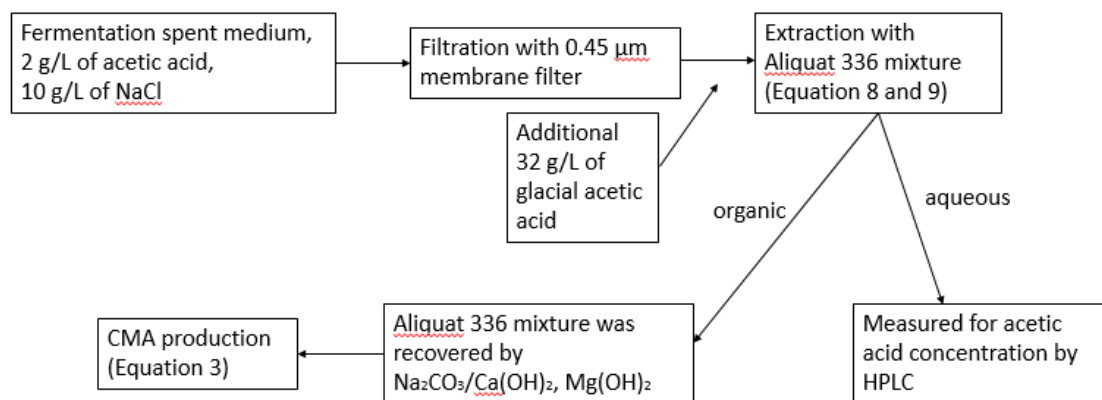 Fermentation spent medium,
2 g/L of acetic acid,
10 g/L of NaCl
Filtration with 0.45 µm
membrane filter
Extraction with
Aliquat 336 mixture
(Equation 8 and 9)
Additional
32 g/L of
glacial acetic
acid
organic
aqueous
CMA production
(Equation 3)
Aliquat 336 mixture was
recovered by
Na₂CO₃/Ca(OH)₂, Mg(OH)₂
Measured for acetic
acid concentration by
HPLC